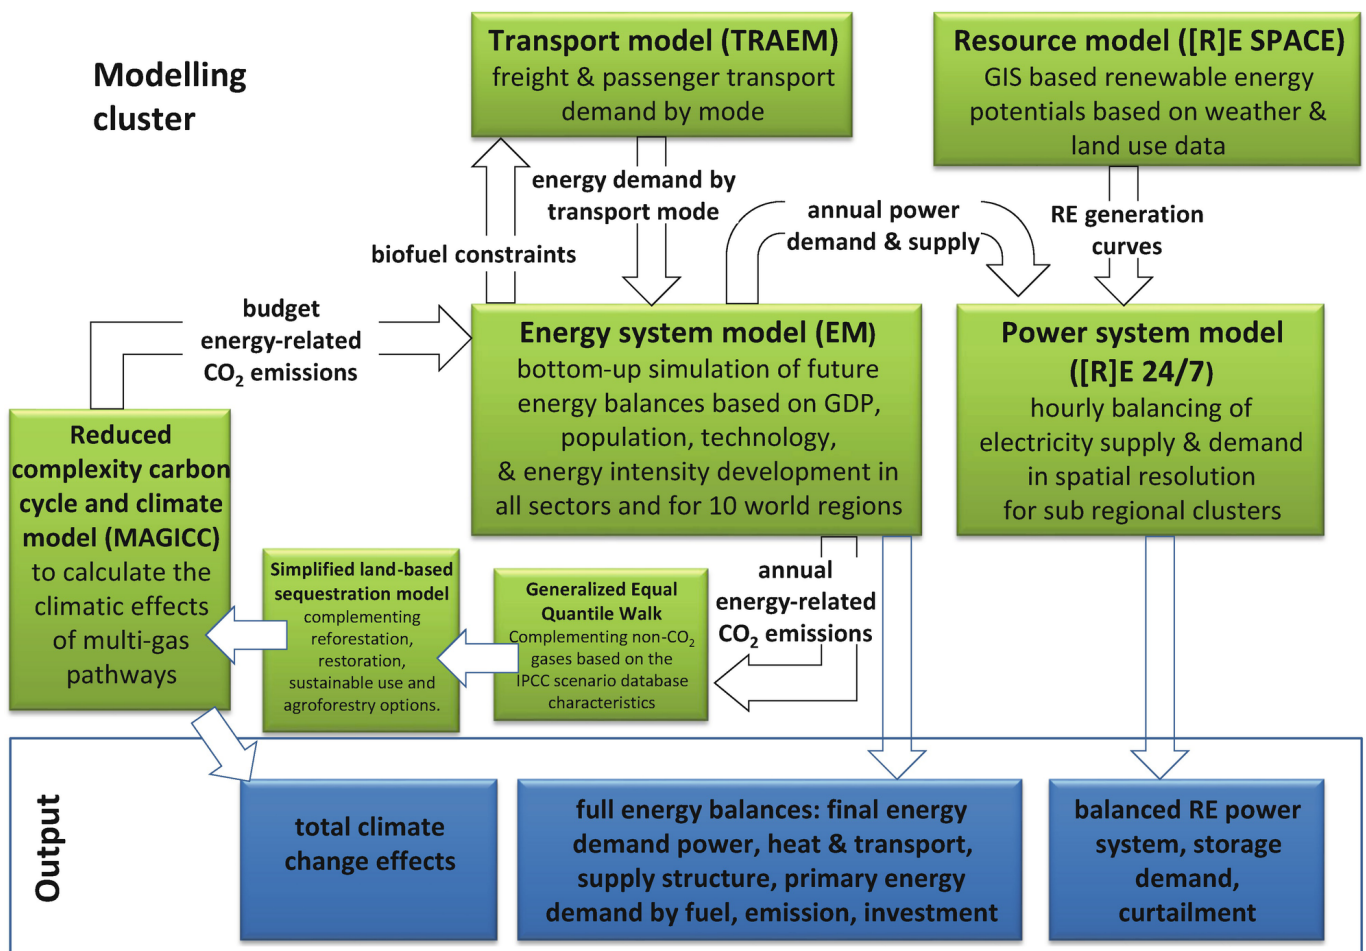 Modelling
cluster
Transport model (TRAEM)
freight & passenger transport
demand by mode
Resource model ([R]E SPACE)
GIS based renewable energy
potentials based on weather &
land use data
energy demand by
transport mode
biofuel constraints
annual power
demand & supply
RE generation
curves
budget
energy-related
CO₂ emissions
Energy system model (EM)
bottom-up simulation of future
energy balances based on GDP,
population, technology,
& energy intensity development in
all sectors and for 10 world regions
Power system model
([R]E 24/7)
hourly balancing of
electricity supply & demand
in spatial resolution
for sub regional clusters
Reduced
complexity carbon
cycle and climate
model (MAGICC)
to calculate the
climatic effects
of multi-gas
pathways
Simplified land-based
sequestration model
complementing
reforestation,
restoration,
sustainable use and
agroforestry options.
Generalized Equal
Quantile Walk
Complementing non-CO₂
gases based on the
IPCC scenario database
characteristics
annual
energy-related
CO₂ emissions
Output
total climate
change effects
full energy balances: final energy
demand power, heat & transport,
supply structure, primary energy
demand by fuel, emission, investment
balanced RE power
system, storage
demand,
curtailment